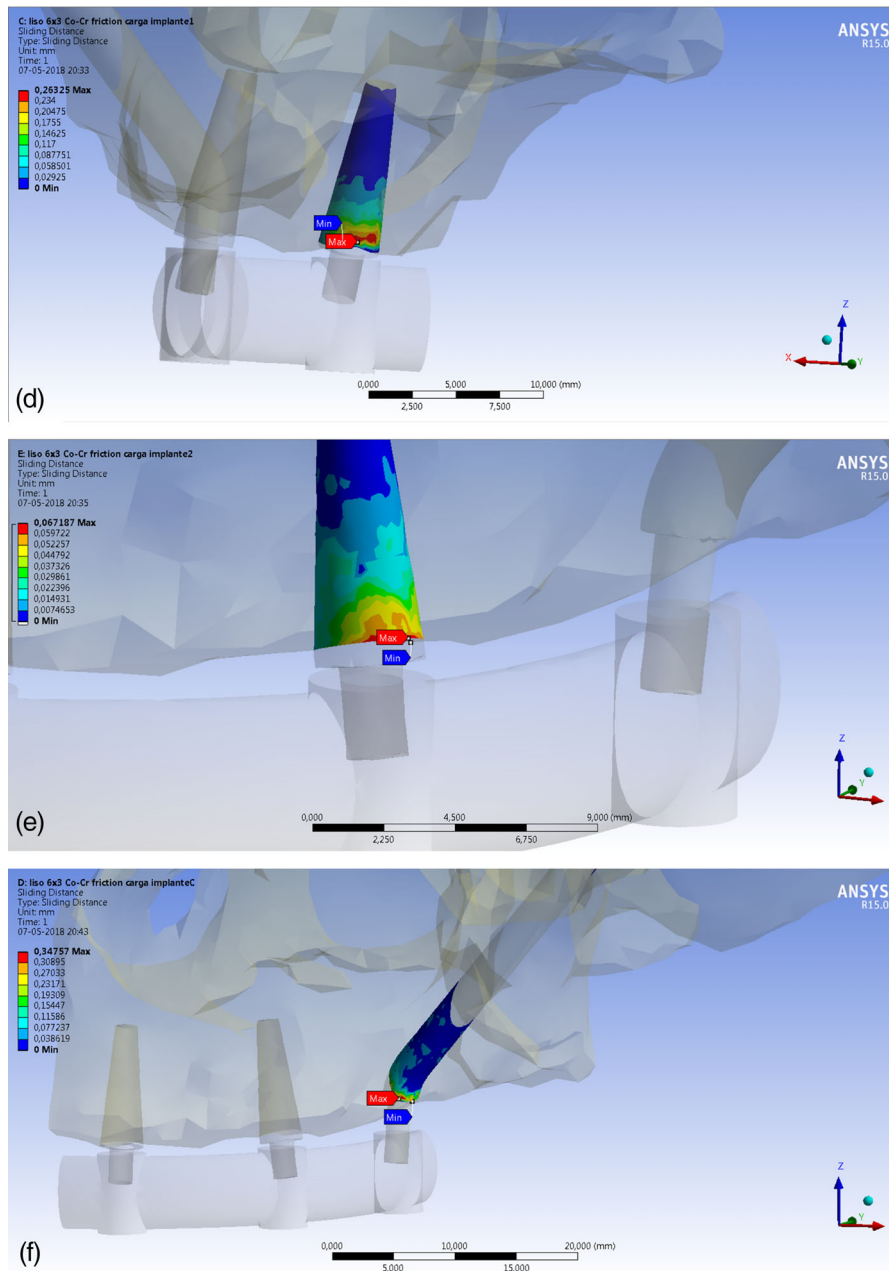 C: liso 6x3 Co-Cr friction carga implante1
Sliding Distance
Type: Sliding Distance
Unit: mm
Time: 1
07-05-2018 20:33
0,26325 Max
0,234
0,20475
0,1755
0,14625
0,117
0,087751
0,058501
0,02925
0 Min
ANSYS
R15.0
Min
Max
Z
X
Y
0,000 5,000 10,000 (mm)
2,500 7,500
(d)
E: liso 6x3 Co-Cr friction carga implante2
Sliding Distance
Type: Sliding Distance
Unit: mm
Time: 1
07-05-2018 20:35
0,067187 Max
0,059722
0,052257
0,044792
0,037326
0,029861
0,022396
0,014931
0,0074653
0 Min
ANSYS
R15.0
Max
Min
Z
Y
0,000 4,500 9,000 (mm)
2,250 6,750
(e)
D: liso 6x3 Co-Cr friction carga implanteC
Sliding Distance
Type: Sliding Distance
Unit: mm
Time: 1
07-05-2018 20:43
0,34757 Max
0,30895
0,27033
0,23171
0,19309
0,15447
0,11586
0,077237
0,038619
0 Min
ANSYS
R15.0
Max
Min
Z
Y
0,000 10,000 20,000 (mm)
5,000 15,000
(f)